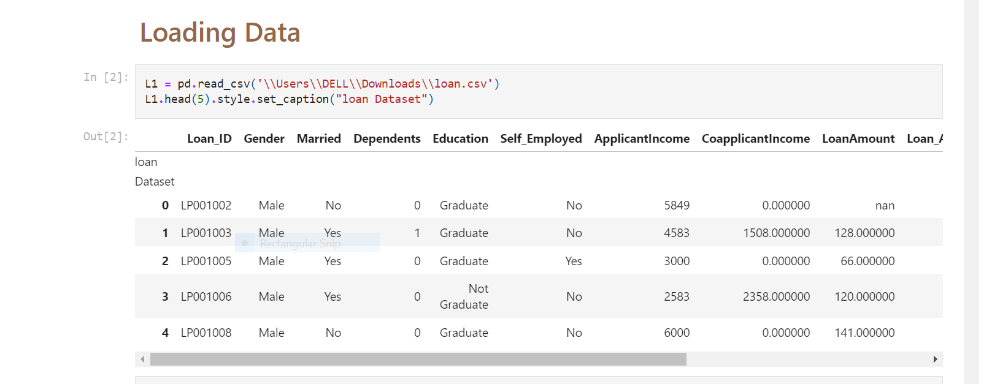 Loading Data
In [2]:
L1 = pd.read_csv('\\Users\\DELL\\Downloads\\loan.csv')
L1.head(5).style.set_caption("loan Dataset")
Out[2]:
Loan_ID Gender Married Dependents Education Self_Employed ApplicantIncome CoapplicantIncome LoanAmount Loan_A
loan
Dataset
0 LP001002 Male No 0 Graduate No 5849 0.000000 nan
1 LP001003 Male Yes 1 Graduate No 4583 1508.000000 128.000000
Rectangular Snip
2 LP001005 Male Yes 0 Graduate Yes 3000 0.000000 66.000000
3 LP001006 Male Yes 0 Not Graduate No 2583 2358.000000 120.000000
4 LP001008 Male No 0 Graduate No 6000 0.000000 141.000000